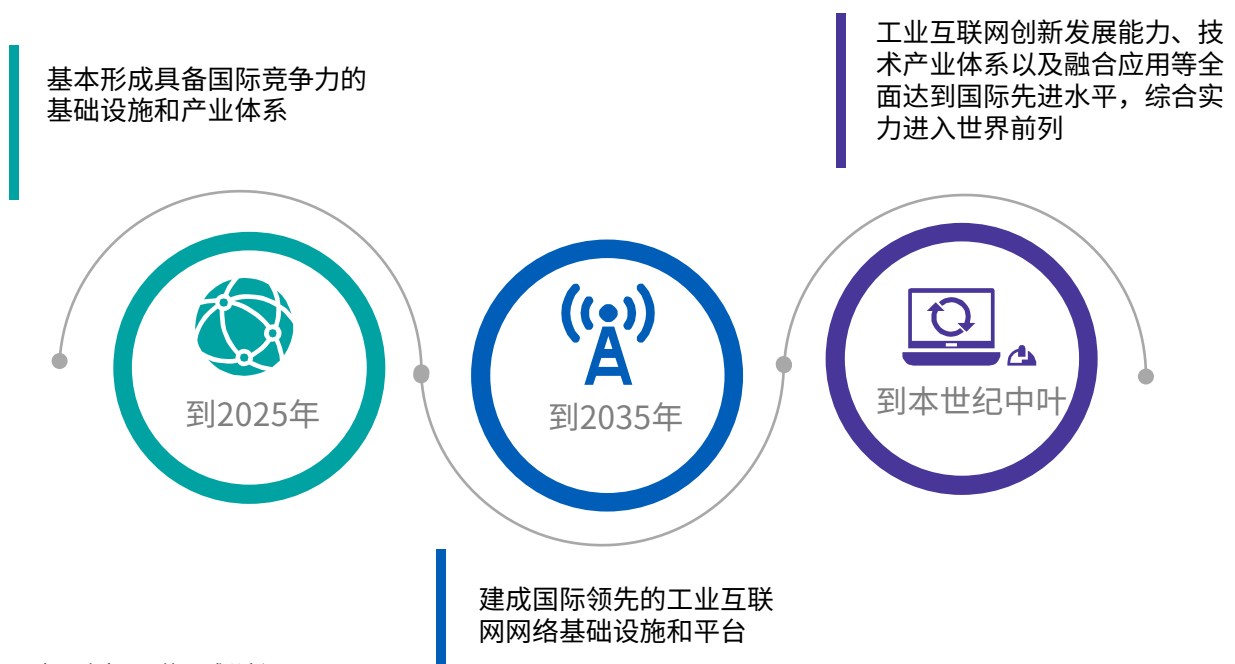 基本形成具备国际竞争力的
基础设施和产业体系
工业互联网创新发展能力、技
术产业体系以及融合应用等全
面达到国际先进水平，综合实
力进入世界前列
到2025年
到2035年
到本世纪中叶
建成国际领先的工业互联
网网络基础设施和平台